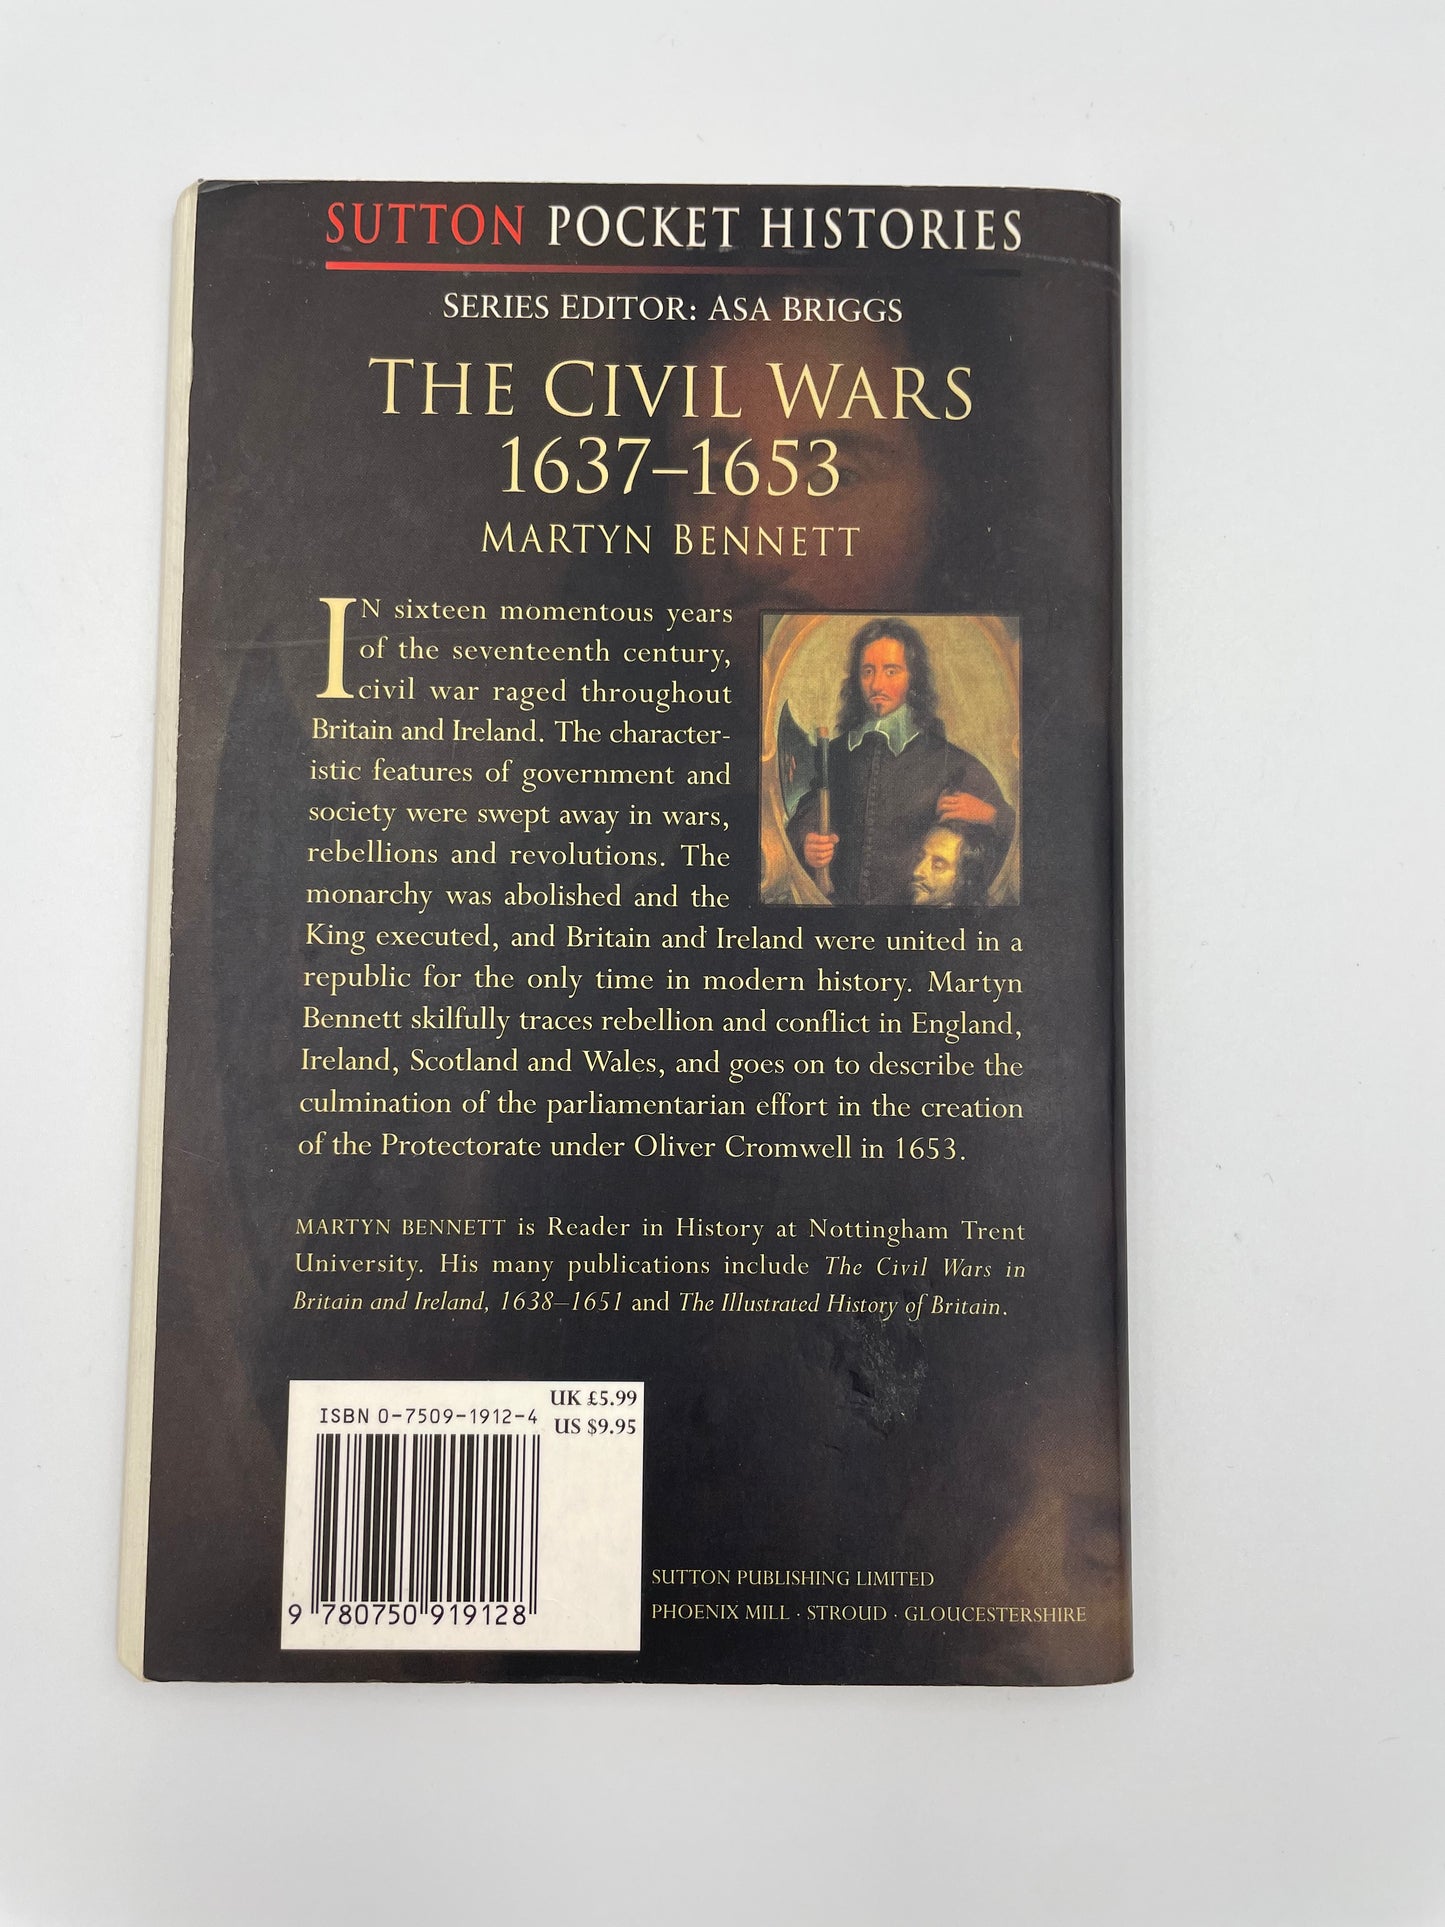 SUTTON POCKET HISTORIES
SERIES EDITOR: ASA BRIGGS
THE CIVIL WARS
1637–1653
MARTYN BENNETT
IN sixteen momentous years
of the seventeenth century,
civil war raged throughout
Britain and Ireland. The character-
istic features of government and
society were swept away in wars,
rebellions and revolutions. The
monarchy was abolished and the
King executed, and Britain and Ireland were united in a
republic for the only time in modern history. Martyn
Bennett skilfully traces rebellion and conflict in England,
Ireland, Scotland and Wales, and goes on to describe the
culmination of the parliamentarian effort in the creation
of the Protectorate under Oliver Cromwell in 1653.
MARTYN BENNETT is Reader in History at Nottingham Trent
University. His many publications include The Civil Wars in
Britain and Ireland, 1638–1651 and The Illustrated History of Britain.
UK £5.99
ISBN 0-7509-1912-4
US $9.95
9 780750 919128
SUTTON PUBLISHING LIMITED
PHOENIX MILL · STROUD · GLOUCESTERSHIRE